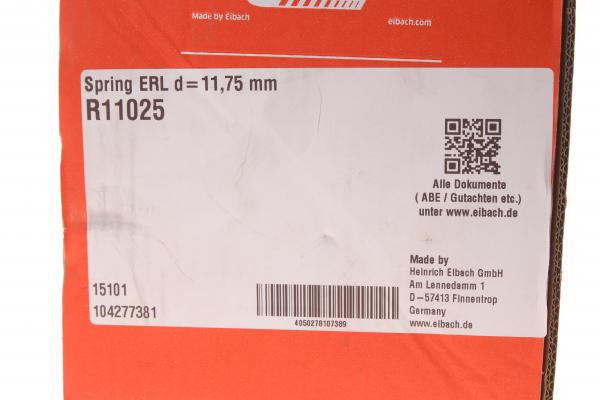 Made by Eibach
eibach.com
Spring ERL d=11,75 mm
R11025
Alle Dokumente
( ABE / Gutachten etc.)
unter www.eibach.de
Made by
Heinrich Eibach GmbH
Am Lennedamm 1
D-57413 Finnentrop
Germany
www.eibach.de
15101
104277381
4050278107389